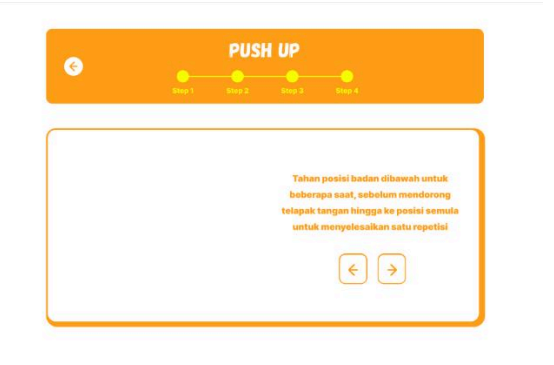 PUSH UP
Step 1 Step 2 Step 3 Step 4
Tahan posisi badan dibawah untuk
beberapa saat, sebelum mendorong
telapak tangan hingga ke posisi semula
untuk menyelesaikan satu repetisi